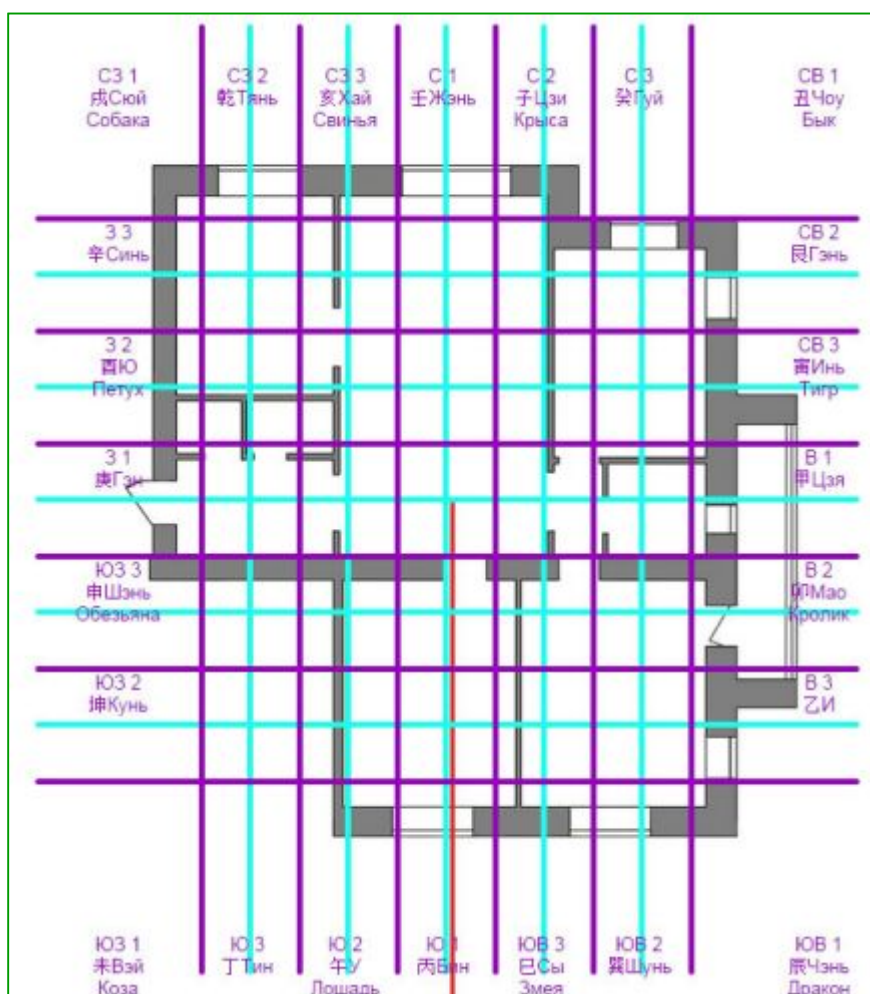 СЗ 1
戌Сюй
Собака
СЗ 2
乾Тянь
СЗ 3
亥Хай
Свинья
С 1
壬Жэнь
С 2
子Цзи
Крыса
С 3
癸Гуй
СВ 1
丑Чоу
Бык
З 3
辛Синь
СВ 2
艮Гэнь
З 2
酉Ю
Петух
СВ 3
寅Инь
Тигр
З 1
庚Гэн
В 1
甲Цзя
ЮЗ 3
申Шэнь
Обезьяна
В 2
卯Мао
Кролик
ЮЗ 2
坤Кунь
В 3
乙И
ЮЗ 1
未Вэй
Коза
Ю 3
丁Тин
Ю 2
午У
Лошадь
Ю 1
丙Бин
ЮВ 3
巳Сы
Змея
ЮВ 2
巽Шунь
ЮВ 1
辰Чэнь
Дракон